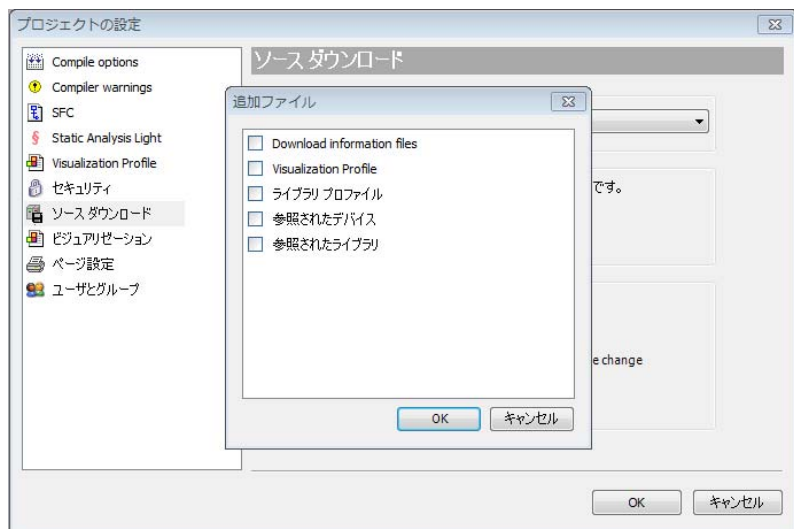 プロジェクトの設定
Compile options
Compiler warnings
SFC
Static Analysis Light
Visualization Profile
セキュリティ
ソース ダウンロード
ビジュアリゼーション
ページ設定
ユーザとグループ
ソース ダウンロード
です。
e change
追加ファイル
Download information files
Visualization Profile
ライブラリ プロファイル
参照されたデバイス
参照されたライブラリ
OK
キャンセル
OK
キャンセル